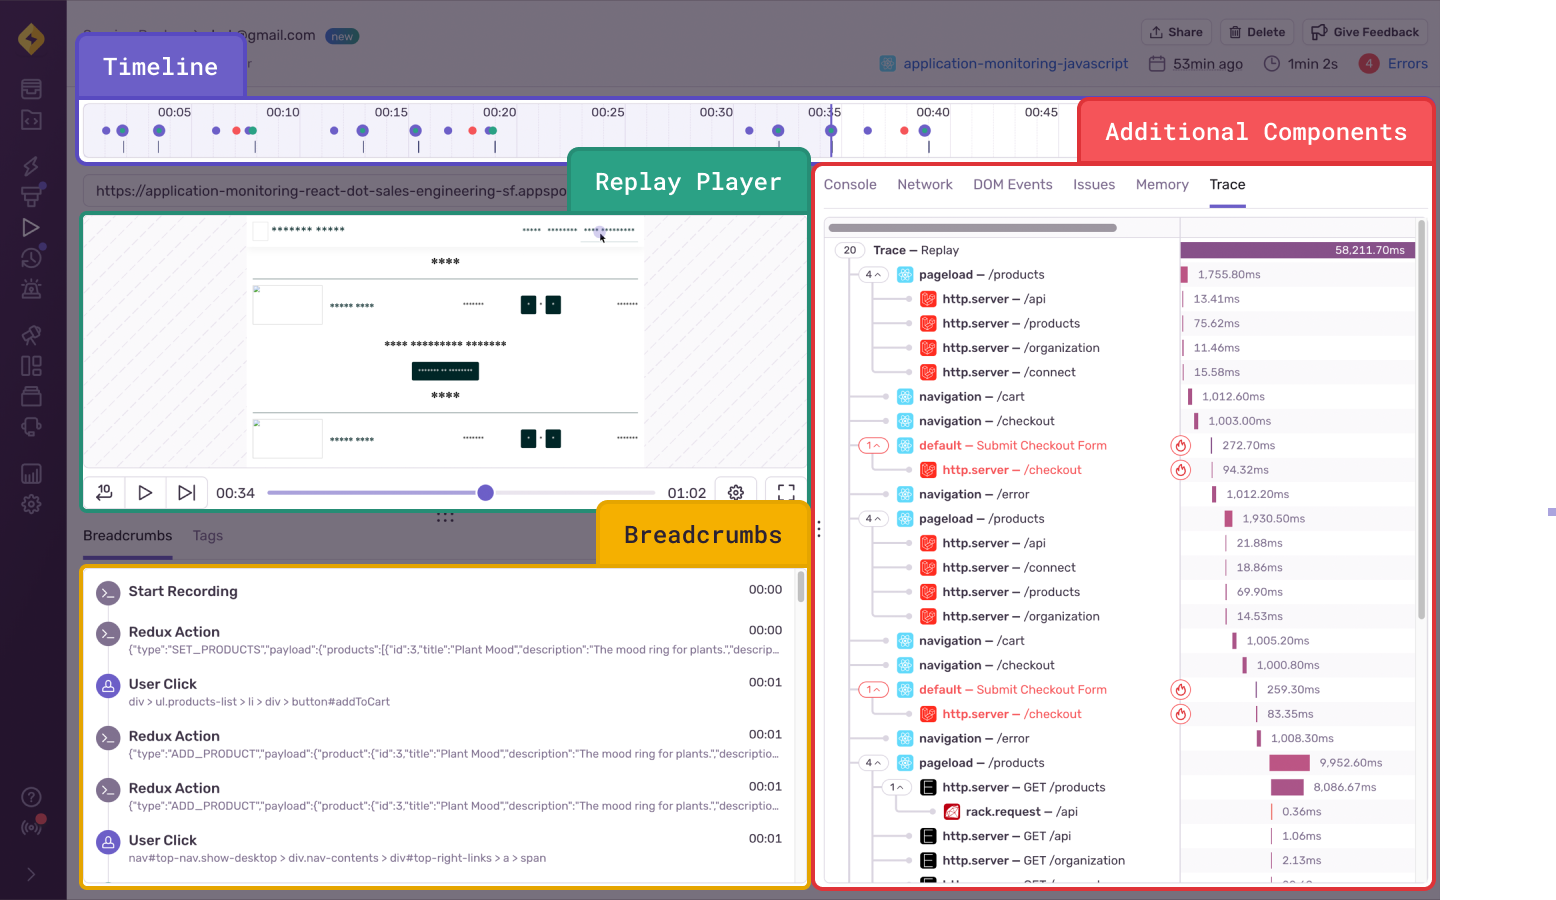 @gmail.com new
Share Delete Give Feedback
application-monitoring-javascript 53min ago 1min 2s 4 Errors
Timeline
00:05 00:10 00:15 00:20 00:25 00:30 00:35 00:40 00:45
Additional Components
https://application-monitoring-react-dot-sales-engineering-sf.appspo
Replay Player
******* *****
***** ******** *************
****
***** ****
*******
* * *
*******
**** ********* *******
******* ** ********
****
***** ****
*******
* * *
*******
10 00:34 01:02
Breadcrumbs Tags
Breadcrumbs
Start Recording 00:00
Redux Action 00:00
{"type":"SET_PRODUCTS","payload":{"products":[{"id":3,"title":"Plant Mood","description":"The mood ring for plants.","descrip...
User Click 00:01
div > ul.products-list > li > div > button#addToCart
Redux Action 00:01
{"type":"ADD_PRODUCT","payload":{"product":{"id":3,"title":"Plant Mood","description":"The mood ring for plants.","descriptio...
Redux Action 00:01
{"type":"ADD_PRODUCT","payload":{"product":{"id":3,"title":"Plant Mood","description":"The mood ring for plants.","descriptio...
User Click 00:01
nav#top-nav.show-desktop > div.nav-contents > div#top-right-links > a > span
Console Network DOM Events Issues Memory Trace
20 Trace – Replay 58,211.70ms
4 pageload – /products 1,755.80ms
http.server – /api 13.41ms
http.server – /products 75.62ms
http.server – /organization 11.46ms
http.server – /connect 15.58ms
navigation – /cart 1,012.60ms
navigation – /checkout 1,003.00ms
1 default – Submit Checkout Form 272.70ms
http.server – /checkout 94.32ms
navigation – /error 1,012.20ms
4 pageload – /products 1,930.50ms
http.server – /api 21.88ms
http.server – /connect 18.86ms
http.server – /products 69.90ms
http.server – /organization 14.53ms
navigation – /cart 1,005.20ms
navigation – /checkout 1,000.80ms
1 default – Submit Checkout Form 259.30ms
http.server – /checkout 83.35ms
navigation – /error 1,008.30ms
4 pageload – /products 9,952.60ms
1 http.server – GET /products 8,086.67ms
rack.request – /api 0.36ms
http.server – GET /api 1.06ms
http.server – GET /organization 2.13ms